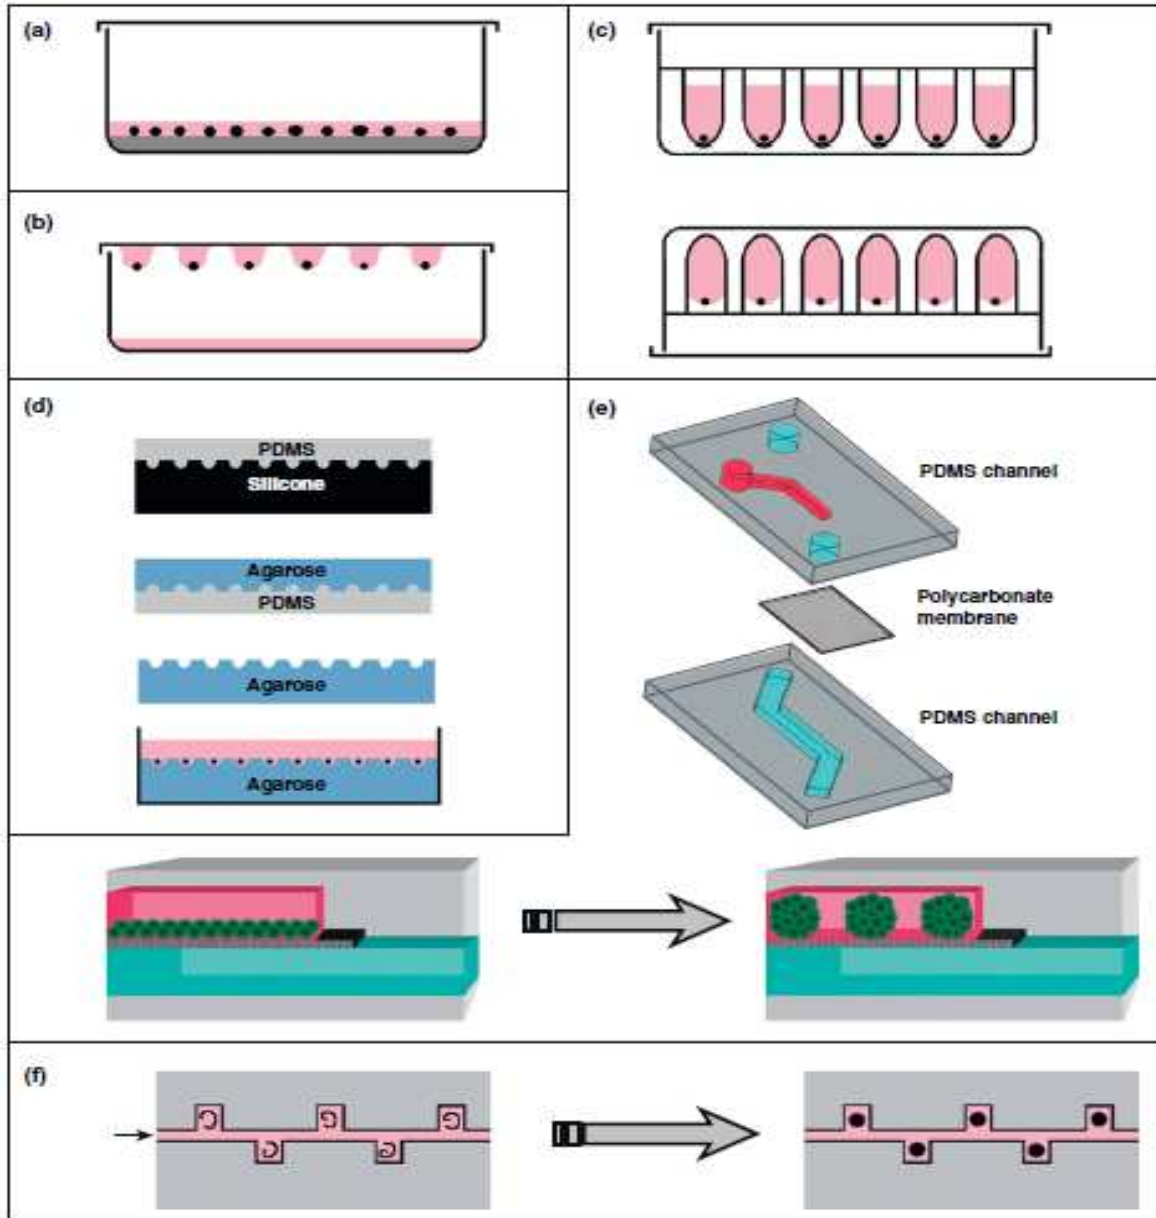 (a)
(c)
(b)
(d)
PDMS
Silicone
Agarose
PDMS
Agarose
Agarose
(e)
PDMS channel
Polycarbonate
membrane
PDMS channel
(f)